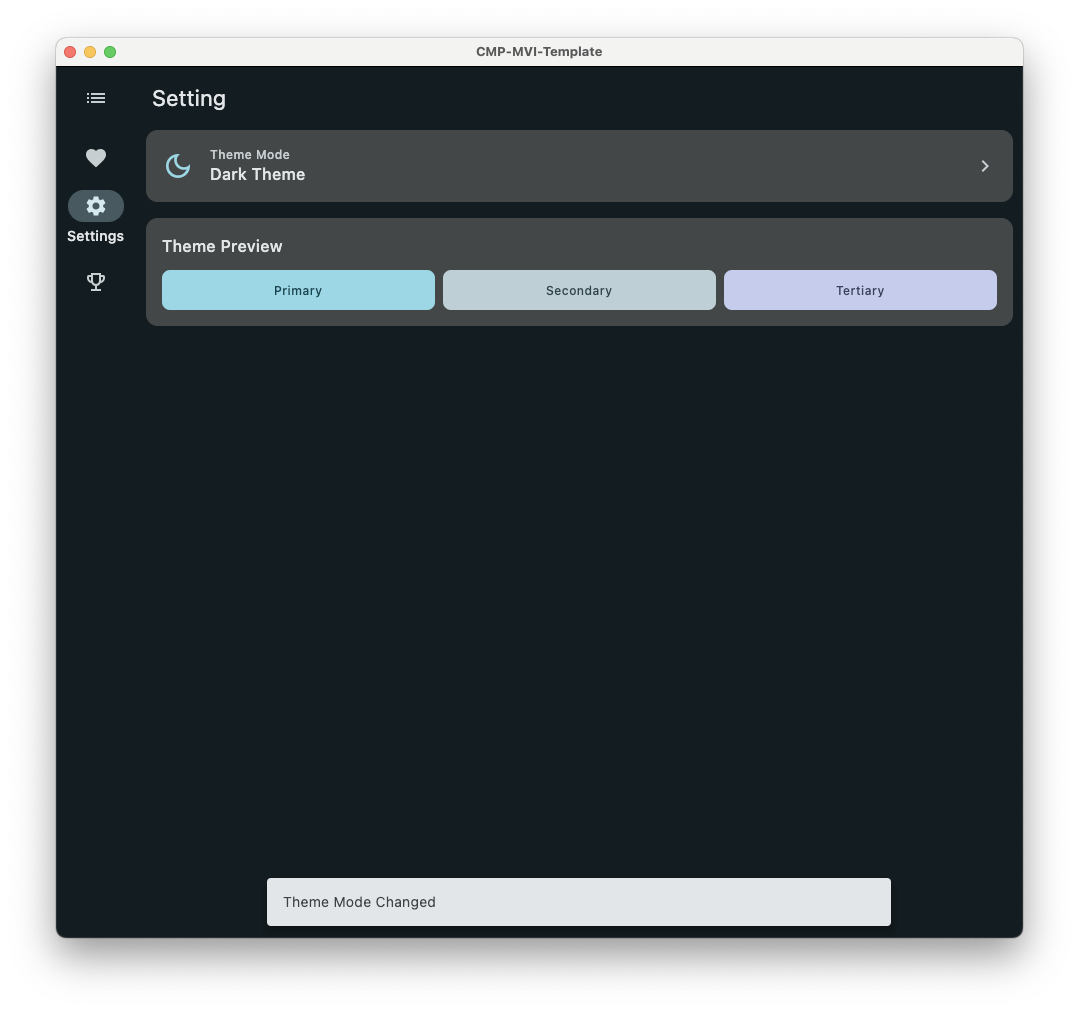 CMP-MVI-Template
Setting
Theme Mode
Dark Theme
Settings
Theme Preview
Primary
Secondary
Tertiary
Theme Mode Changed